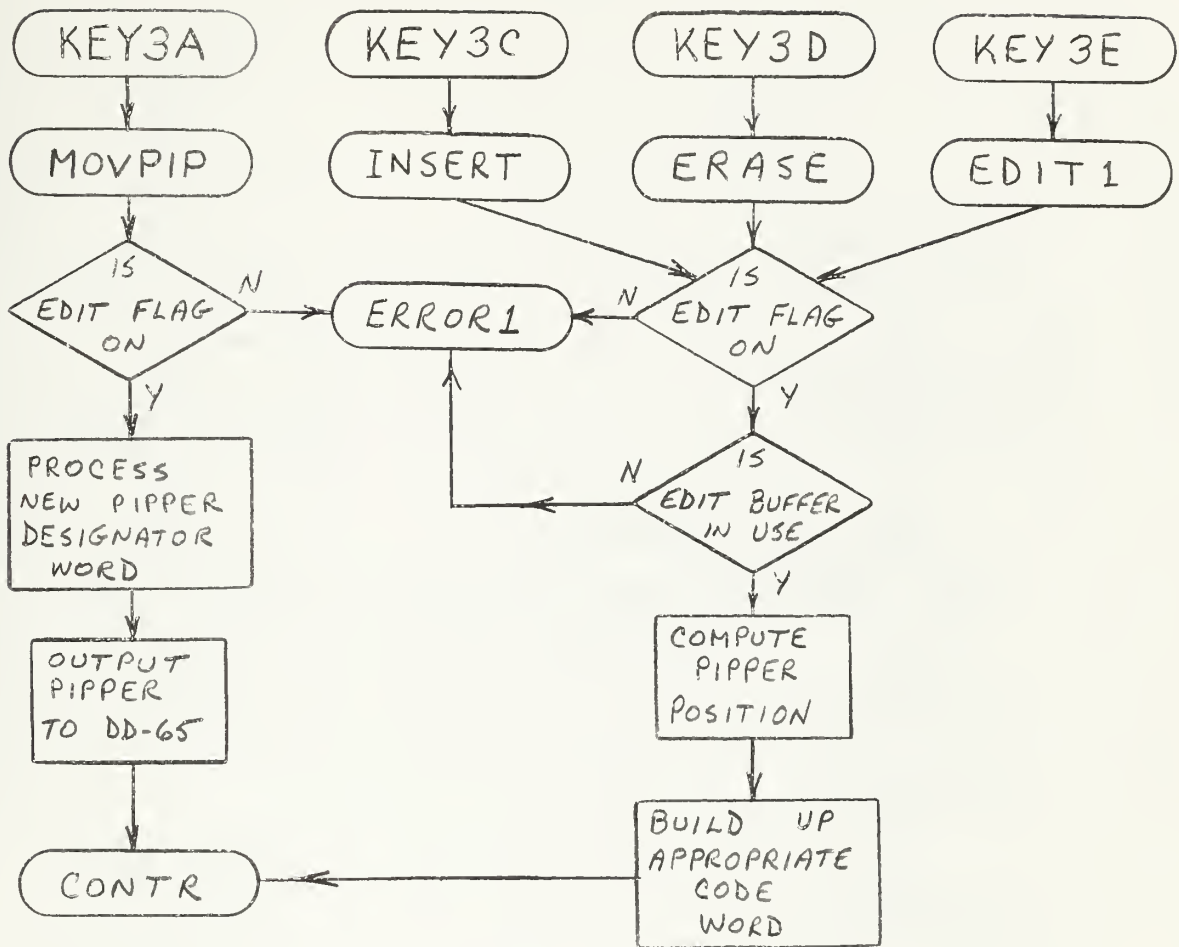 KEY3A
KEY3C
KEY3D
KEY3E
MOVPIP
INSERT
ERASE
EDIT1
IS
EDIT FLAG
ON
N
Y
ERROR1
IS
EDIT FLAG
ON
N
Y
PROCESS
NEW PIPPER
DESIGNATOR
WORD
IS
EDIT BUFFER
IN USE
N
Y
OUTPUT
PIPPER
TO DD-65
COMPUTE
PIPPER
POSITION
CONTR
BUILD UP
APPROPRIATE
CODE
WORD